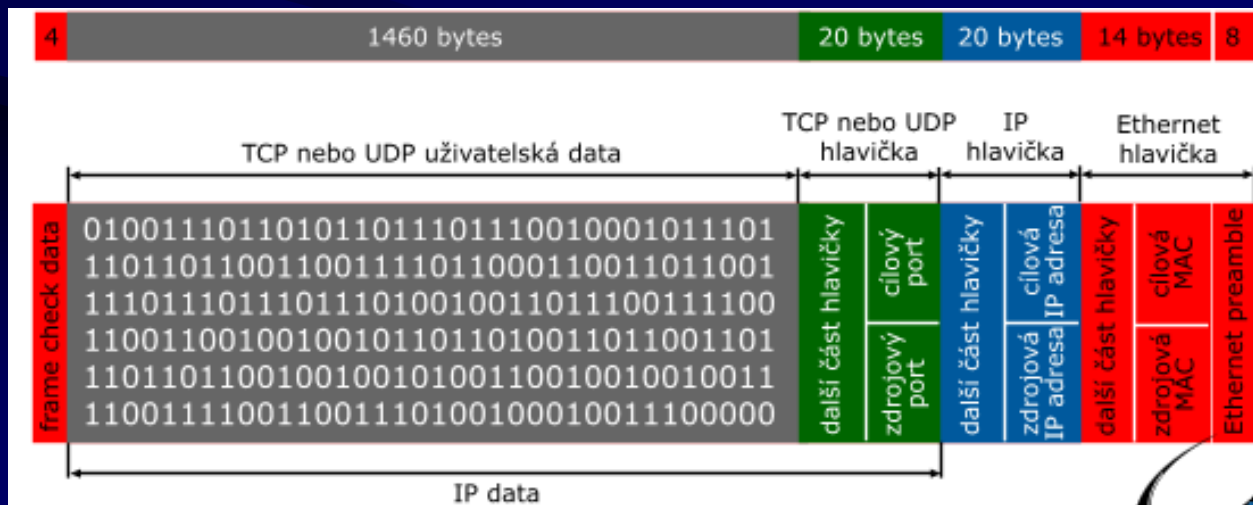 4 1460 bytes 20 bytes 20 bytes 14 bytes 8
TCP nebo UDP uživatelská data
TCP nebo UDP
hlavička
IP
hlavička
Ethernet
hlavička
frame check data
0100111011010110111011100100010111101
1101101100110011110110001100110110 01
1110111011101110100100110111001111100
1100110010010010110110100110110011101
1101101100100100101001100100100100011
1100111100110011101001000100111000000
další část hlavičky
cílový
port
zdrojový
port
další část hlavičky
cílová
IP adresa
zdrojová
IP adresa
další část hlavičky
cílová
MAC
zdrojová
MAC
Ethernet preamble
IP data